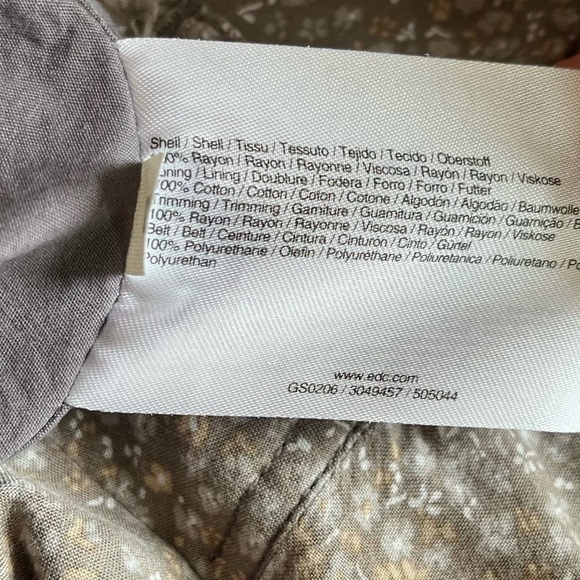 Shell / Shell / Tissu / Tessuto / Tejido / Tecido / Oberstoff
00% Rayon / Rayon / Rayonne / Viscosa / Rayón / Rayon / Viskose
ining / Lining / Doublure / Fodera / Forro / Forro / Futter
100% Cotton / Cotton / Coton / Cotone / Algodón / Algodão / Baumwolle
Trimming / Trimming / Garniture / Guarnitura / Guarnición / Guarnição / B
100% Rayon / Rayon / Rayonne / Viscosa / Rayón / Rayon / Viskose
Belt / Belt / Ceinture / Cintura / Cinturón / Cinto / Gürtel
100% Polyurethane / Olefin / Polyuréthane / Poliuretanica / Poliuretano / Po
Polyurethan
www.edc.com
GS0206 / 3049457 / 505044